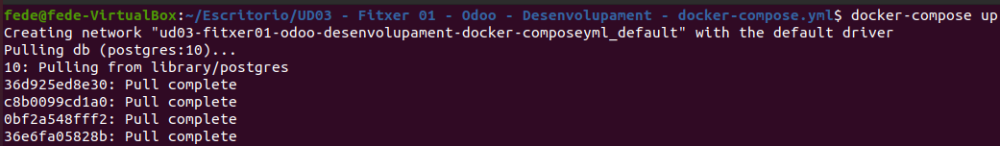 fede@fede-VirtualBox:~/Escritorio/UD03 - Fitxer 01 - Odoo - Desenvolupament - docker-compose.yml$ docker-compose up
Creating network "ud03-fitxer01-odoo-desenvolupament-docker-composeyml_default" with the default driver
Pulling db (postgres:10)...
10: Pulling from library/postgres
36d925ed8e30: Pull complete
c8b0099cd1a0: Pull complete
0bf2a548fff2: Pull complete
36e6fa05828b: Pull complete